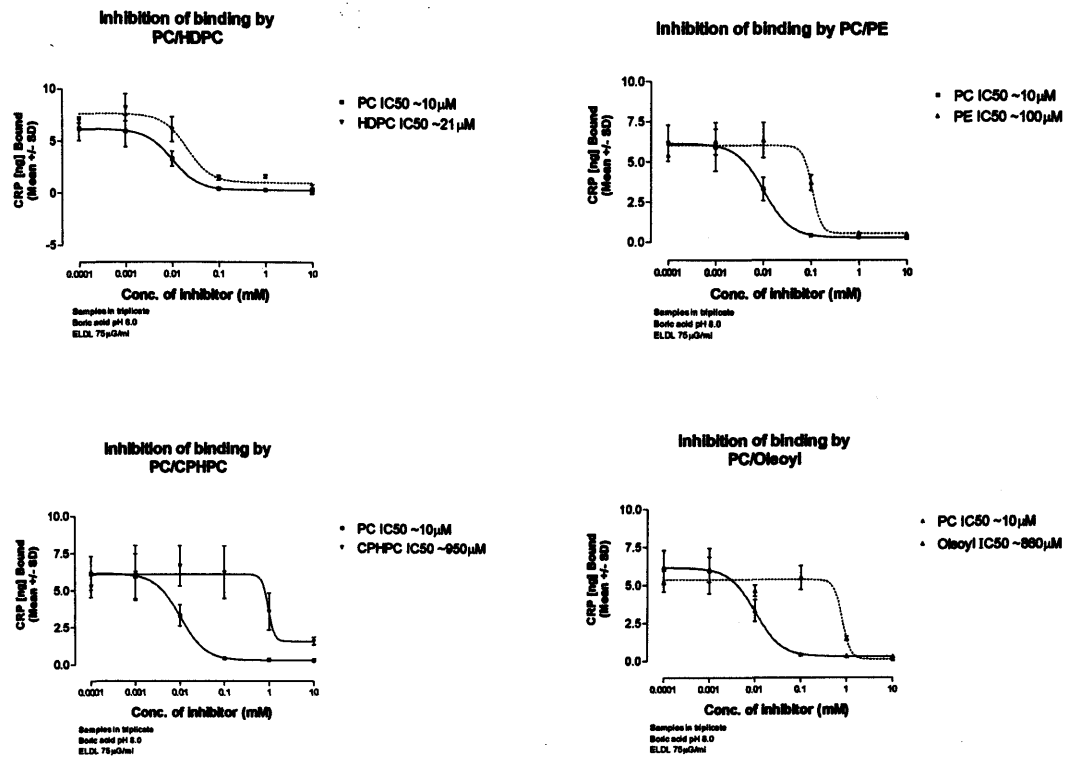 Inhibition of binding by
PC/HDPC
10
5
0
-5
CRP [ng] Bound
(Mean +/- SD)
PC IC50 ~10µM
HDPC IC50 ~21µM
0.0001 0.001 0.01 0.1 1 10
Conc. of inhibitor (mM)
Samples in triplicate
Boric acid pH 8.0
ELDL 75µG/ml
Inhibition of binding by PC/PE
10.0
7.5
5.0
2.5
0.0
CRP [ng] Bound
(Mean +/- SD)
PC IC50 ~10µM
PE IC50 ~100µM
0.0001 0.001 0.01 0.1 1 10
Conc. of inhibitor (mM)
Samples in triplicate
Boric acid pH 8.0
ELDL 75µG/ml
Inhibition of binding by
PC/CPHPC
10.0
7.5
5.0
2.5
0.0
CRP [ng] Bound
(Mean +/- SD)
PC IC50 ~10µM
CPHPC IC50 ~950µM
0.0001 0.001 0.01 0.1 1 10
Conc. of inhibitor (mM)
Samples in triplicate
Boric acid pH 8.0
ELDL 75µG/ml
Inhibition of binding by
PC/Oleoyl
10.0
7.5
5.0
2.5
0.0
CRP [ng] Bound
(Mean +/- SD)
PC IC50 ~10µM
Oleoyl IC50 ~860µM
0.0001 0.001 0.01 0.1 1 10
Conc. of inhibitor (mM)
Samples in triplicate
Boric acid pH 8.0
ELDL 75µG/ml